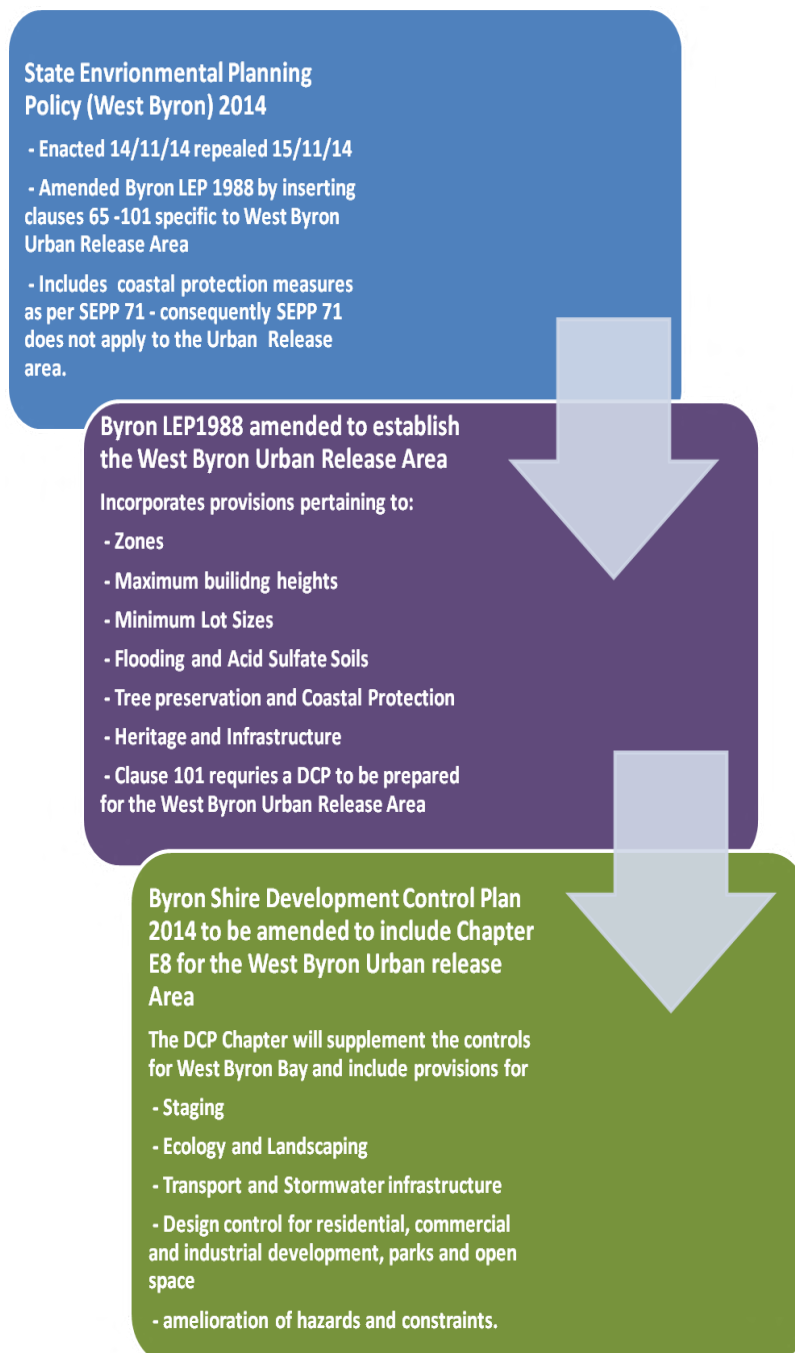 State Envrionmental Planning
Policy (West Byron) 2014
- Enacted 14/11/14 repealed 15/11/14
- Amended Byron LEP 1988 by inserting
clauses 65 -101 specific to West Byron
Urban Release Area
- Includes coastal protection measures
as per SEPP 71 - consequently SEPP 71
does not apply to the Urban Release
area.
Byron LEP1988 amended to establish
the West Byron Urban Release Area
Incorporates provisions pertaining to:
- Zones
- Maximum builidng heights
- Minimum Lot Sizes
- Flooding and Acid Sulfate Soils
- Tree preservation and Coastal Protection
- Heritage and Infrastructure
- Clause 101 requries a DCP to be prepared
for the West Byron Urban Release Area
Byron Shire Development Control Plan
2014 to be amended to include Chapter
E8 for the West Byron Urban release
Area
The DCP Chapter will supplement the controls
for West Byron Bay and include provisions for
- Staging
- Ecology and Landscaping
- Transport and Stormwater infrastructure
- Design control for residential, commercial
and industrial development, parks and open
space
- amelioration of hazards and constraints.